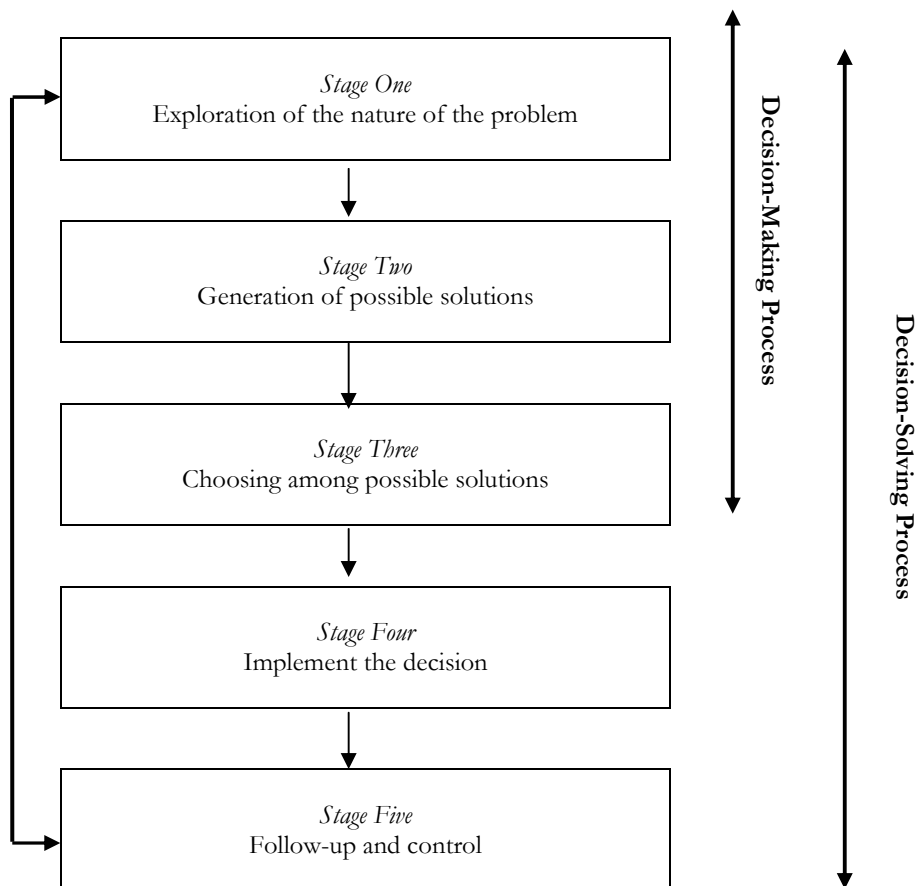 Stage One
Exploration of the nature of the problem
Stage Two
Generation of possible solutions
Stage Three
Choosing among possible solutions
Stage Four
Implement the decision
Stage Five
Follow-up and control
Decision-Making Process
Decision-Solving Process